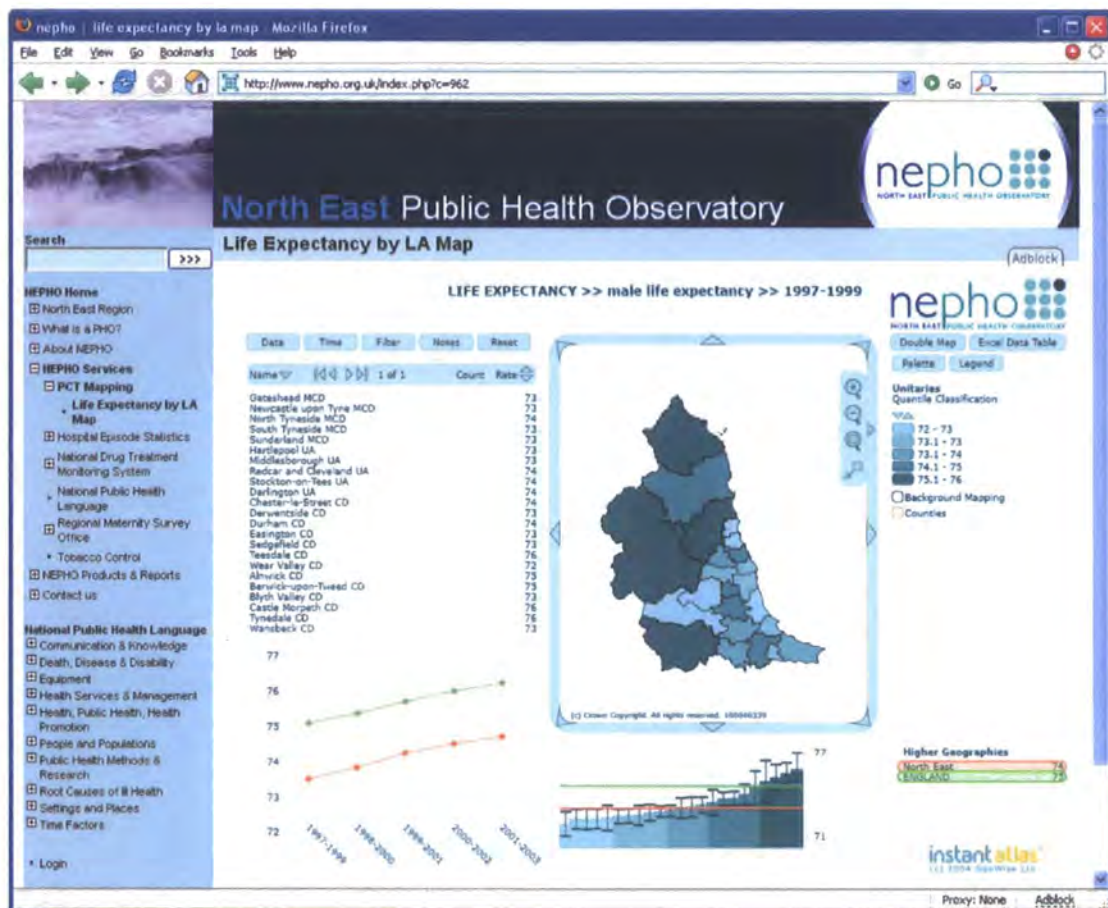 nepho | life expectancy by la map - Mozilla Firefox
File Edit View Go Bookmarks Tools Help
http://www.nepho.org.uk/index.php?c=962
Go
North East Public Health Observatory
nepho
NORTH EAST PUBLIC HEALTH OBSERVATORY
Search
>>>
NEPHO Home
North East Region
What is a PHO?
About NEPHO
NEPHO Services
PCT Mapping
Life Expectancy by LA
Map
Hospital Episode Statistics
National Drug Treatment
Monitoring System
National Public Health
Language
Regional Maternity Survey
Office
Tobacco Control
NEPHO Products & Reports
Contact us
National Public Health Language
Communication & Knowledge
Death, Disease & Disability
Equipment
Health Services & Management
Health, Public Health, Health
Promotion
People and Populations
Public Health Methods &
Research
Root Causes of Ill Health
Settings and Places
Time Factors
Login
Life Expectancy by LA Map
Adblock
LIFE EXPECTANCY >> male life expectancy >> 1997-1999
nepho
NORTH EAST PUBLIC HEALTH OBSERVATORY
Data Time Filter Notes Reset
Double Map Excel Data Table
Palette Legend
Name 1 of 1 Count Rate
Gateshead MCD 73
Newcastle upon Tyne MCD 73
North Tyneside MCD 74
South Tyneside MCD 73
Sunderland MCD 73
Hartlepool UA 73
Middlesborough UA 73
Redcar and Cleveland UA 74
Stockton-on-Tees UA 74
Darlington UA 74
Chester-le-Street CD 74
Derwentside CD 73
Durham CD 74
Easington CD 73
Sedgefield CD 73
Teesdale CD 76
Wear Valley CD 72
Alnwick CD 75
Berwick-upon-Tweed CD 75
Blyth Valley CD 73
Castle Morpeth CD 76
Tynedale CD 76
Wansbeck CD 73
Unitaries
Quantile Classification
72 - 73
73.1 - 73
73.1 - 74
74.1 - 75
75.1 - 76
Background Mapping
Counties
77
76
75
74
73
72
1997-1999
1998-2000
1999-2001
2000-2002
2001-2003
(c) Crown Copyright. All rights reserved.
77
71
Higher Geographies
North East 74
ENGLAND 75
instant atlas
(c) 2004 GeoWise Ltd
Proxy: None Adblock